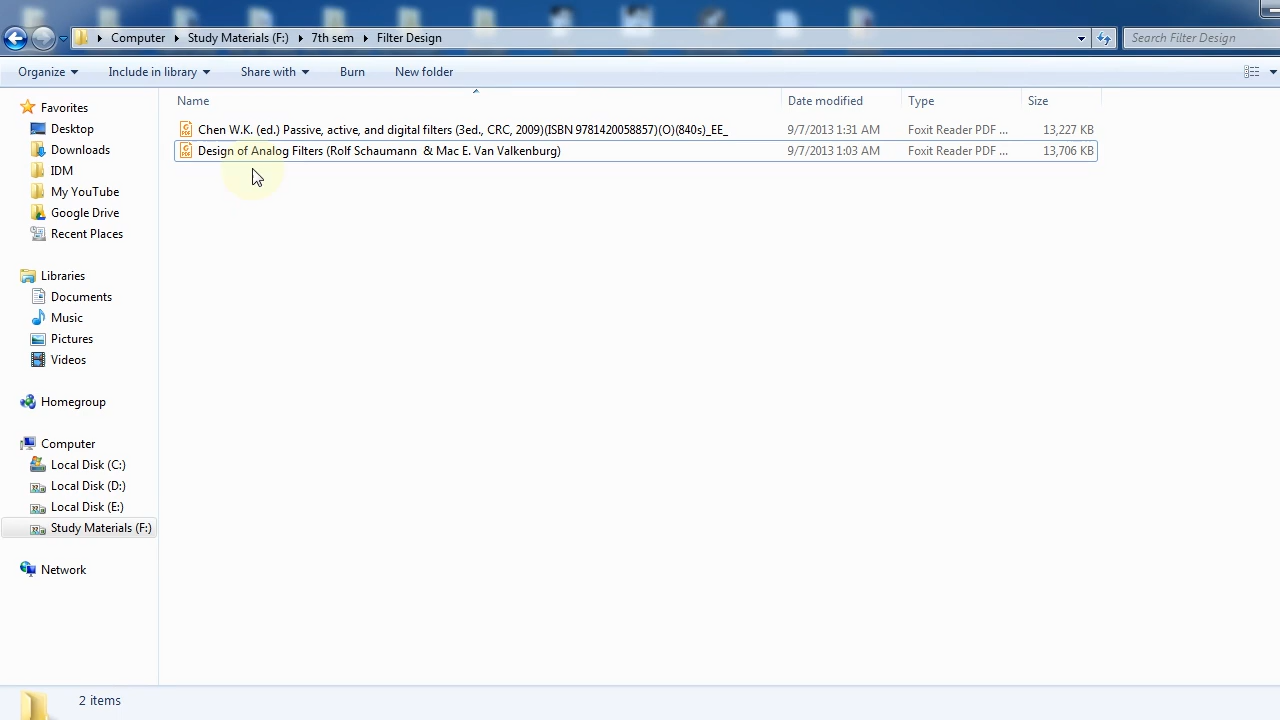 Computer Study Materials (F:) 7th sem Filter Design Search Filter Design
Organize Include in library Share with Burn New folder
Name Date modified Type Size
Chen W.K. (ed.) Passive, active, and digital filters (3ed., CRC, 2009)(ISBN 9781420058857)(O)(840s)_EE_ 9/7/2013 1:31 AM Foxit Reader PDF ... 13,227 KB
Design of Analog Filters (Rolf Schaumann & Mac E. Van Valkenburg) 9/7/2013 1:03 AM Foxit Reader PDF ... 13,706 KB
Favorites
Desktop
Downloads
IDM
My YouTube
Google Drive
Recent Places
Libraries
Documents
Music
Pictures
Videos
Homegroup
Computer
Local Disk (C:)
Local Disk (D:)
Local Disk (E:)
Study Materials (F:)
Network
2 items